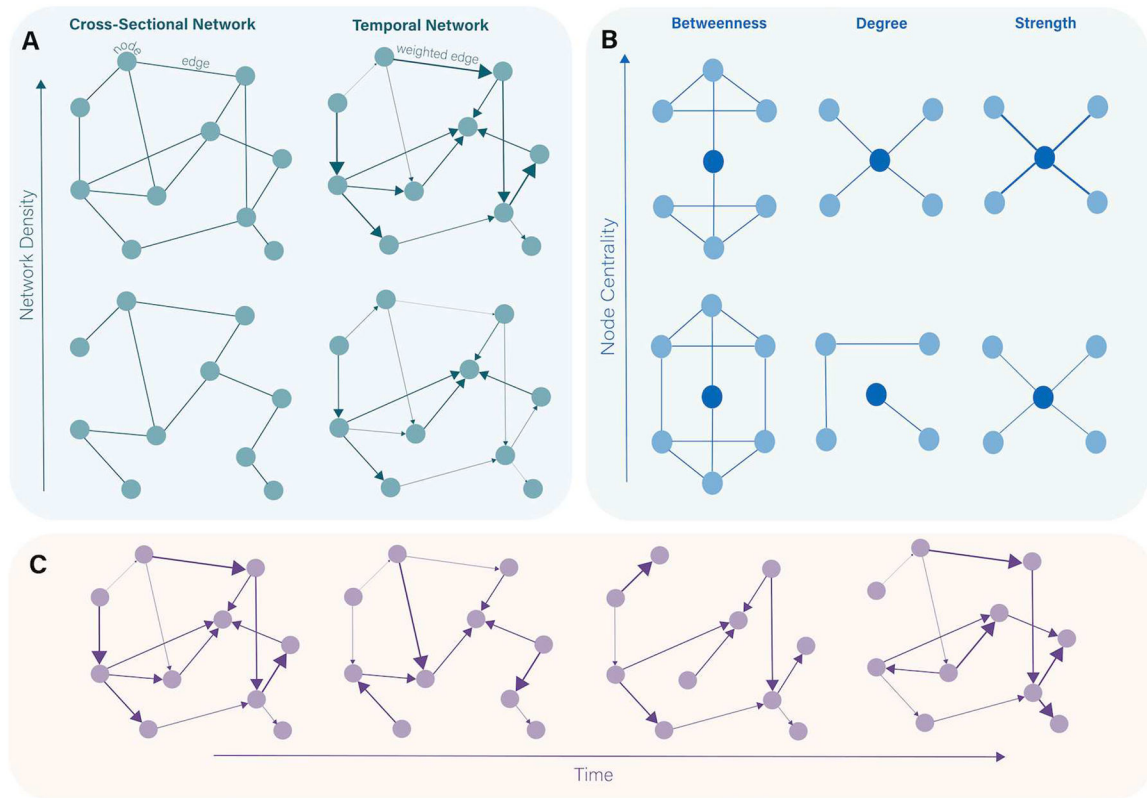 A
Cross-Sectional Network
Temporal Network
node
edge
weighted edge
Network Density
B
Betweenness
Degree
Strength
Node Centrality
C
Time